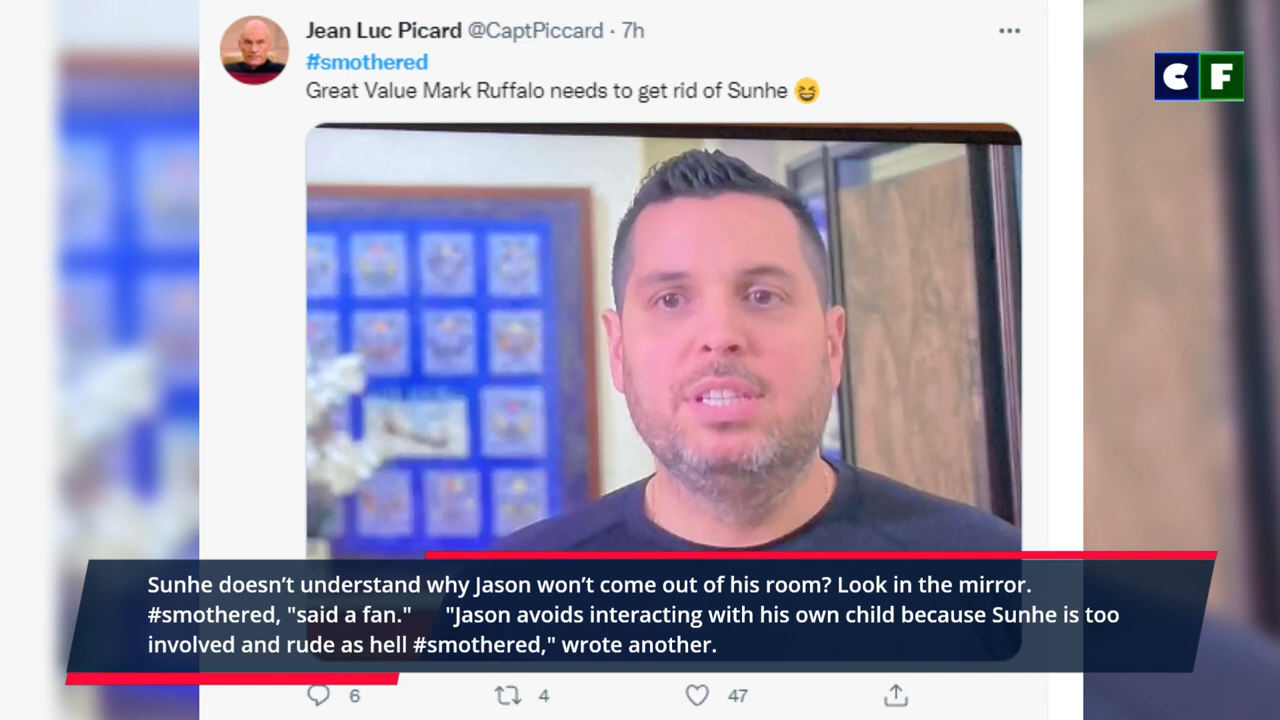 Jean Luc Picard @CaptPiccard · 7h
#smothered
Great Value Mark Ruffalo needs to get rid of Sunhe 😆
C F
Sunhe doesn’t understand why Jason won’t come out of his room? Look in the mirror.
#smothered, "said a fan." "Jason avoids interacting with his own child because Sunhe is too
involved and rude as hell #smothered," wrote another.
6 4 47